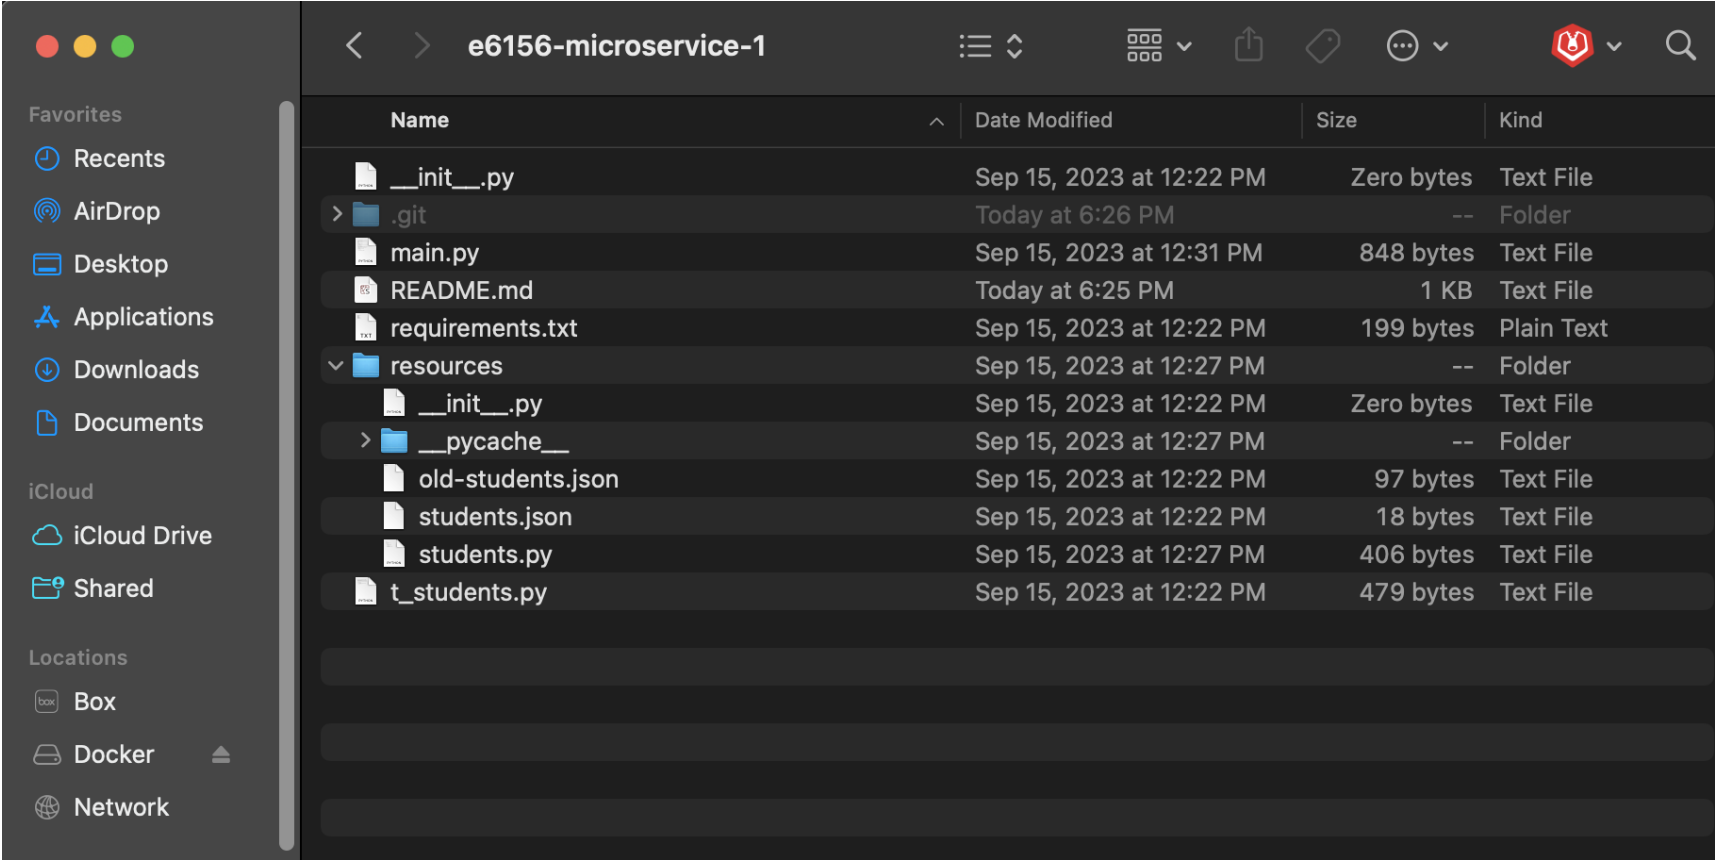 e6156-microservice-1
Favorites
Recents
AirDrop
Desktop
Applications
Downloads
Documents
iCloud
iCloud Drive
Shared
Locations
box Box
Docker
Network
Name Date Modified Size Kind
__init__.py Sep 15, 2023 at 12:22 PM Zero bytes Text File
.git Today at 6:26 PM -- Folder
main.py Sep 15, 2023 at 12:31 PM 848 bytes Text File
README.md Today at 6:25 PM 1 KB Text File
TXT requirements.txt Sep 15, 2023 at 12:22 PM 199 bytes Plain Text
resources Sep 15, 2023 at 12:27 PM -- Folder
__init__.py Sep 15, 2023 at 12:22 PM Zero bytes Text File
__pycache__ Sep 15, 2023 at 12:27 PM -- Folder
old-students.json Sep 15, 2023 at 12:22 PM 97 bytes Text File
students.json Sep 15, 2023 at 12:22 PM 18 bytes Text File
students.py Sep 15, 2023 at 12:27 PM 406 bytes Text File
t_students.py Sep 15, 2023 at 12:22 PM 479 bytes Text File